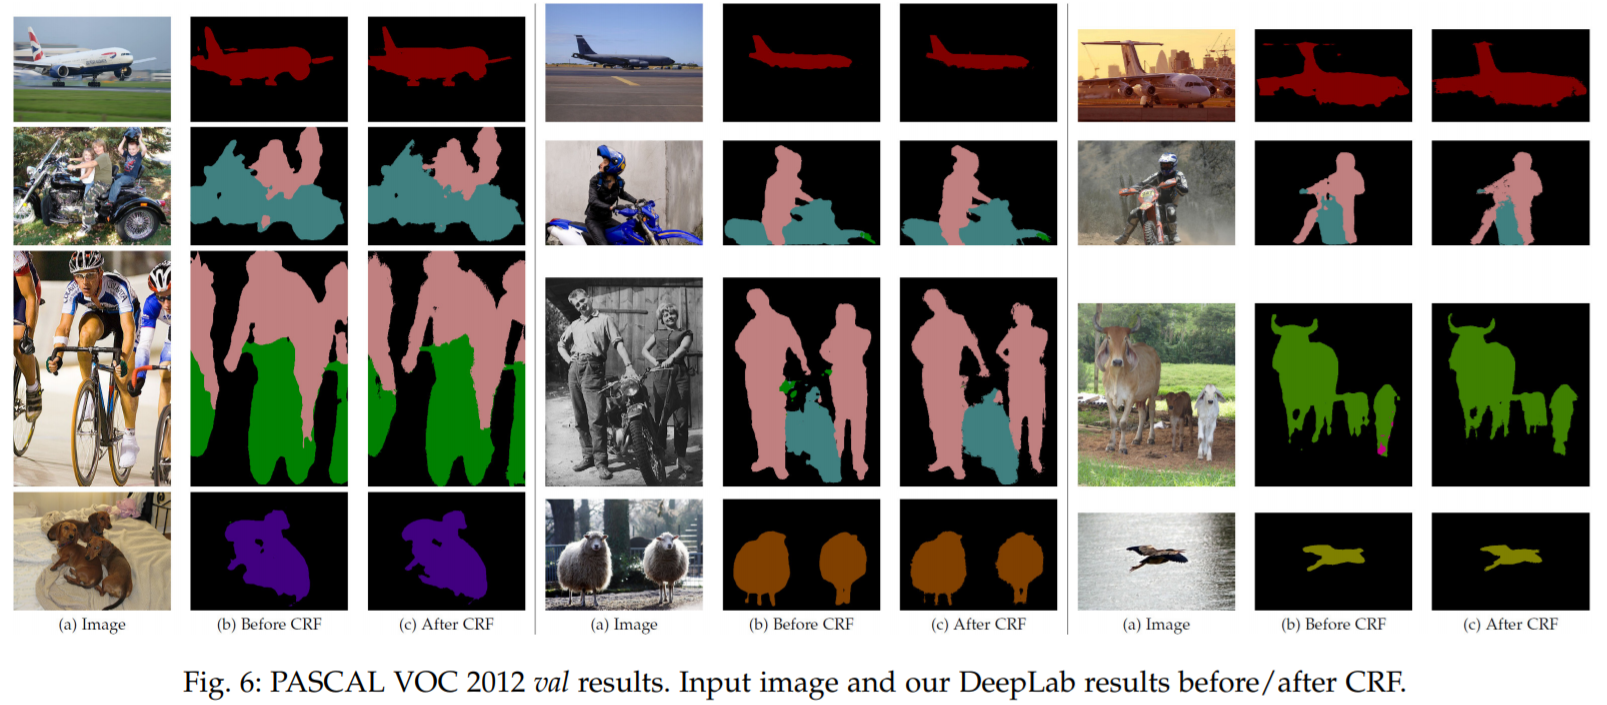 (a) Image (b) Before CRF (c) After CRF (a) Image (b) Before CRF (c) After CRF (a) Image (b) Before CRF (c) After CRF
Fig. 6: PASCAL VOC 2012 val results. Input image and our DeepLab results before/after CRF.